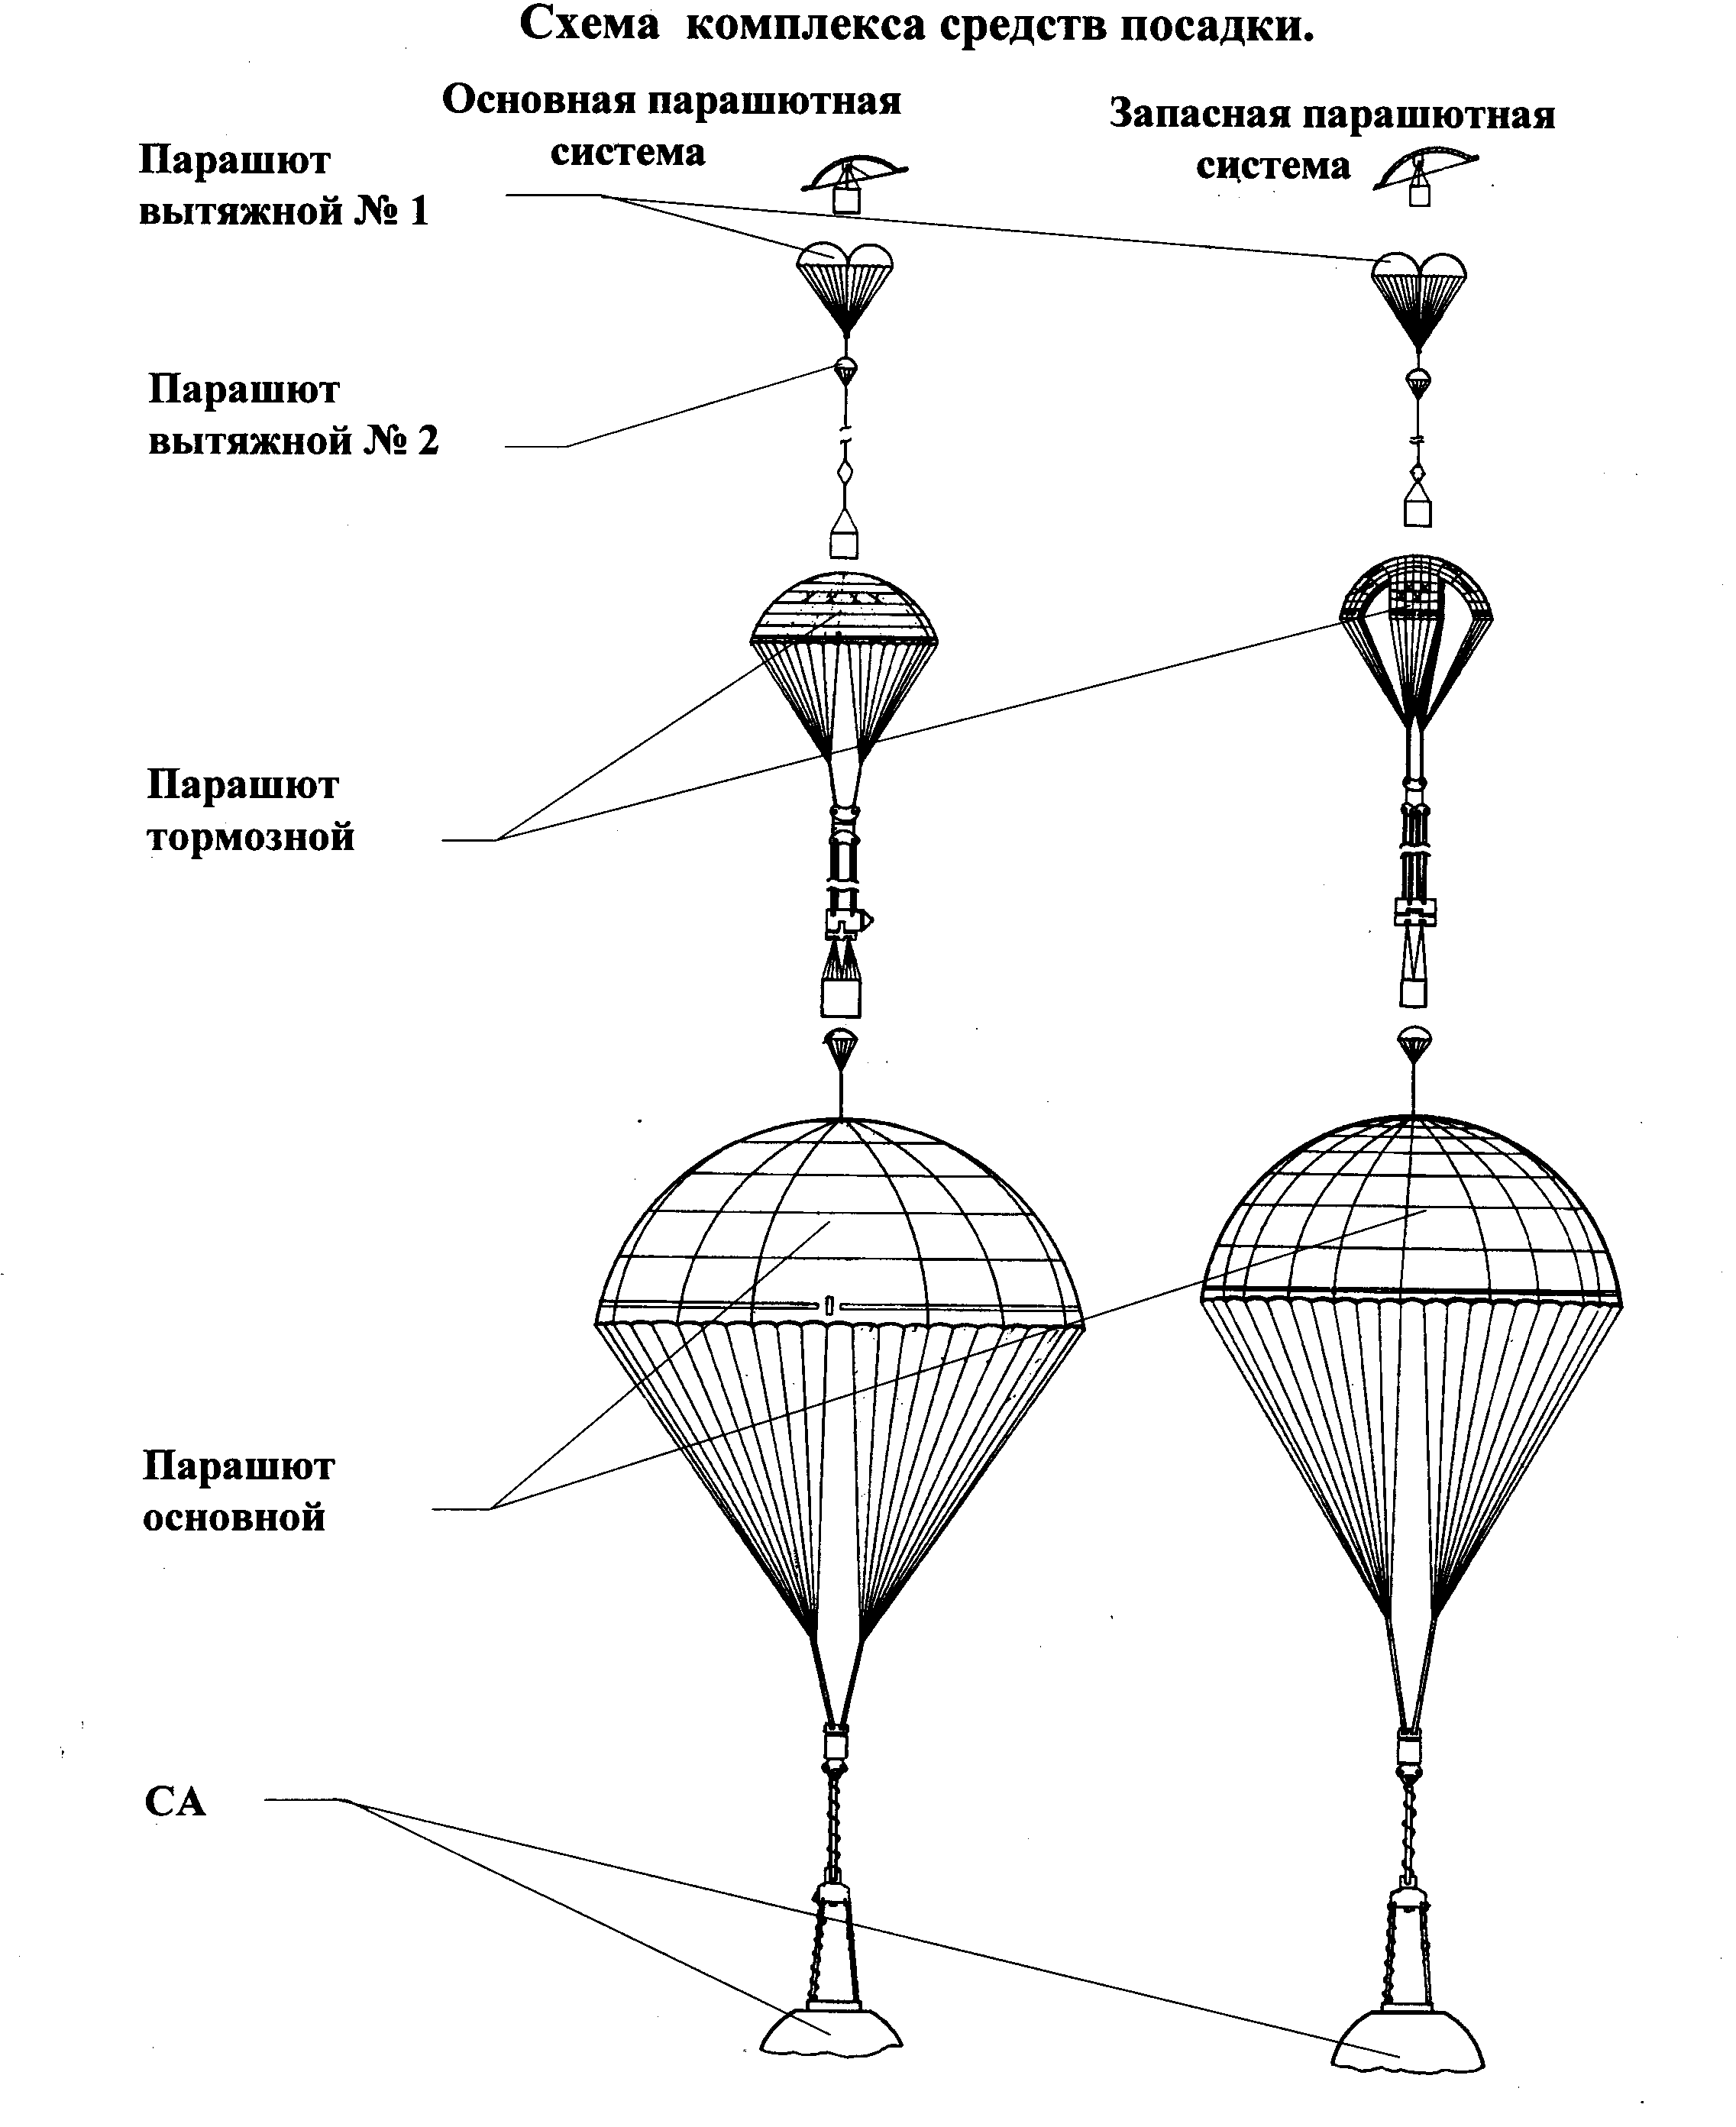 Схема комплекса средств посадки.
Основная парашютная
система
Запасная парашютная
система
Парашют
вытяжной № 1
Парашют
вытяжной № 2
Парашют
тормозной
Парашют
основной
СА